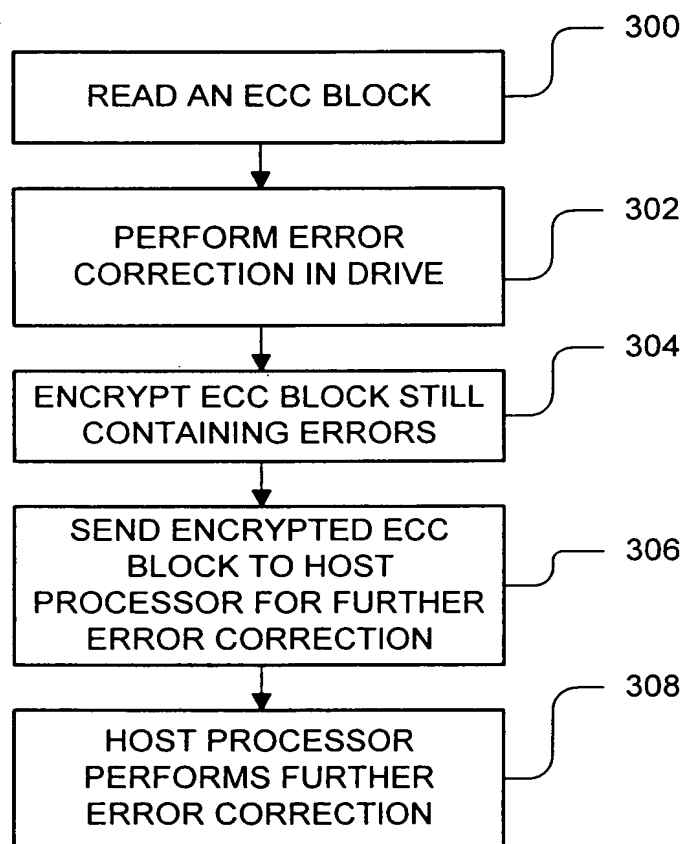 300
READ AN ECC BLOCK
302
PERFORM ERROR
CORRECTION IN DRIVE
304
ENCRYPT ECC BLOCK STILL
CONTAINING ERRORS
SEND ENCRYPTED ECC
BLOCK TO HOST
306
PROCESSOR FOR FURTHER
ERROR CORRECTION
308
HOST PROCESSOR
PERFORMS FURTHER
ERROR CORRECTION